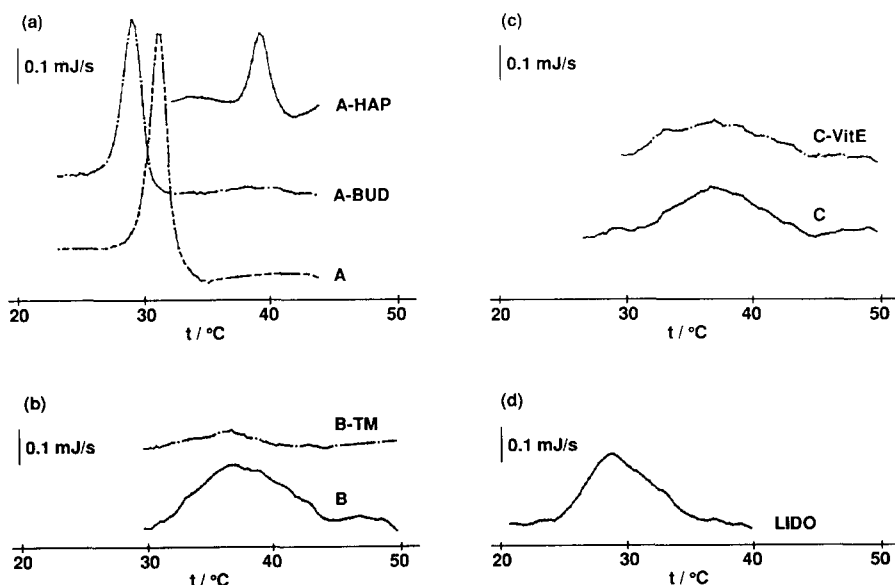 (a)
0.1 mJ/s
A-HAP
A-BUD
A
20 30 40 50
t / °C
(c)
0.1 mJ/s
C-VitE
C
20 30 40 50
t / °C
(b)
0.1 mJ/s
B-TM
B
20 30 40 50
t / °C
(d)
0.1 mJ/s
LIDO
20 30 40 50
t / °C